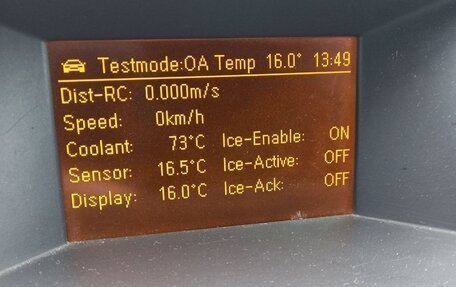 Testmode:OA Temp 16.0° 13:49
Dist-RC: 0.000m/s
Speed: 0km/h
Coolant: 73°C Ice-Enable: ON
Sensor: 16.5°C Ice-Active: OFF
Display: 16.0°C Ice-Ack: OFF